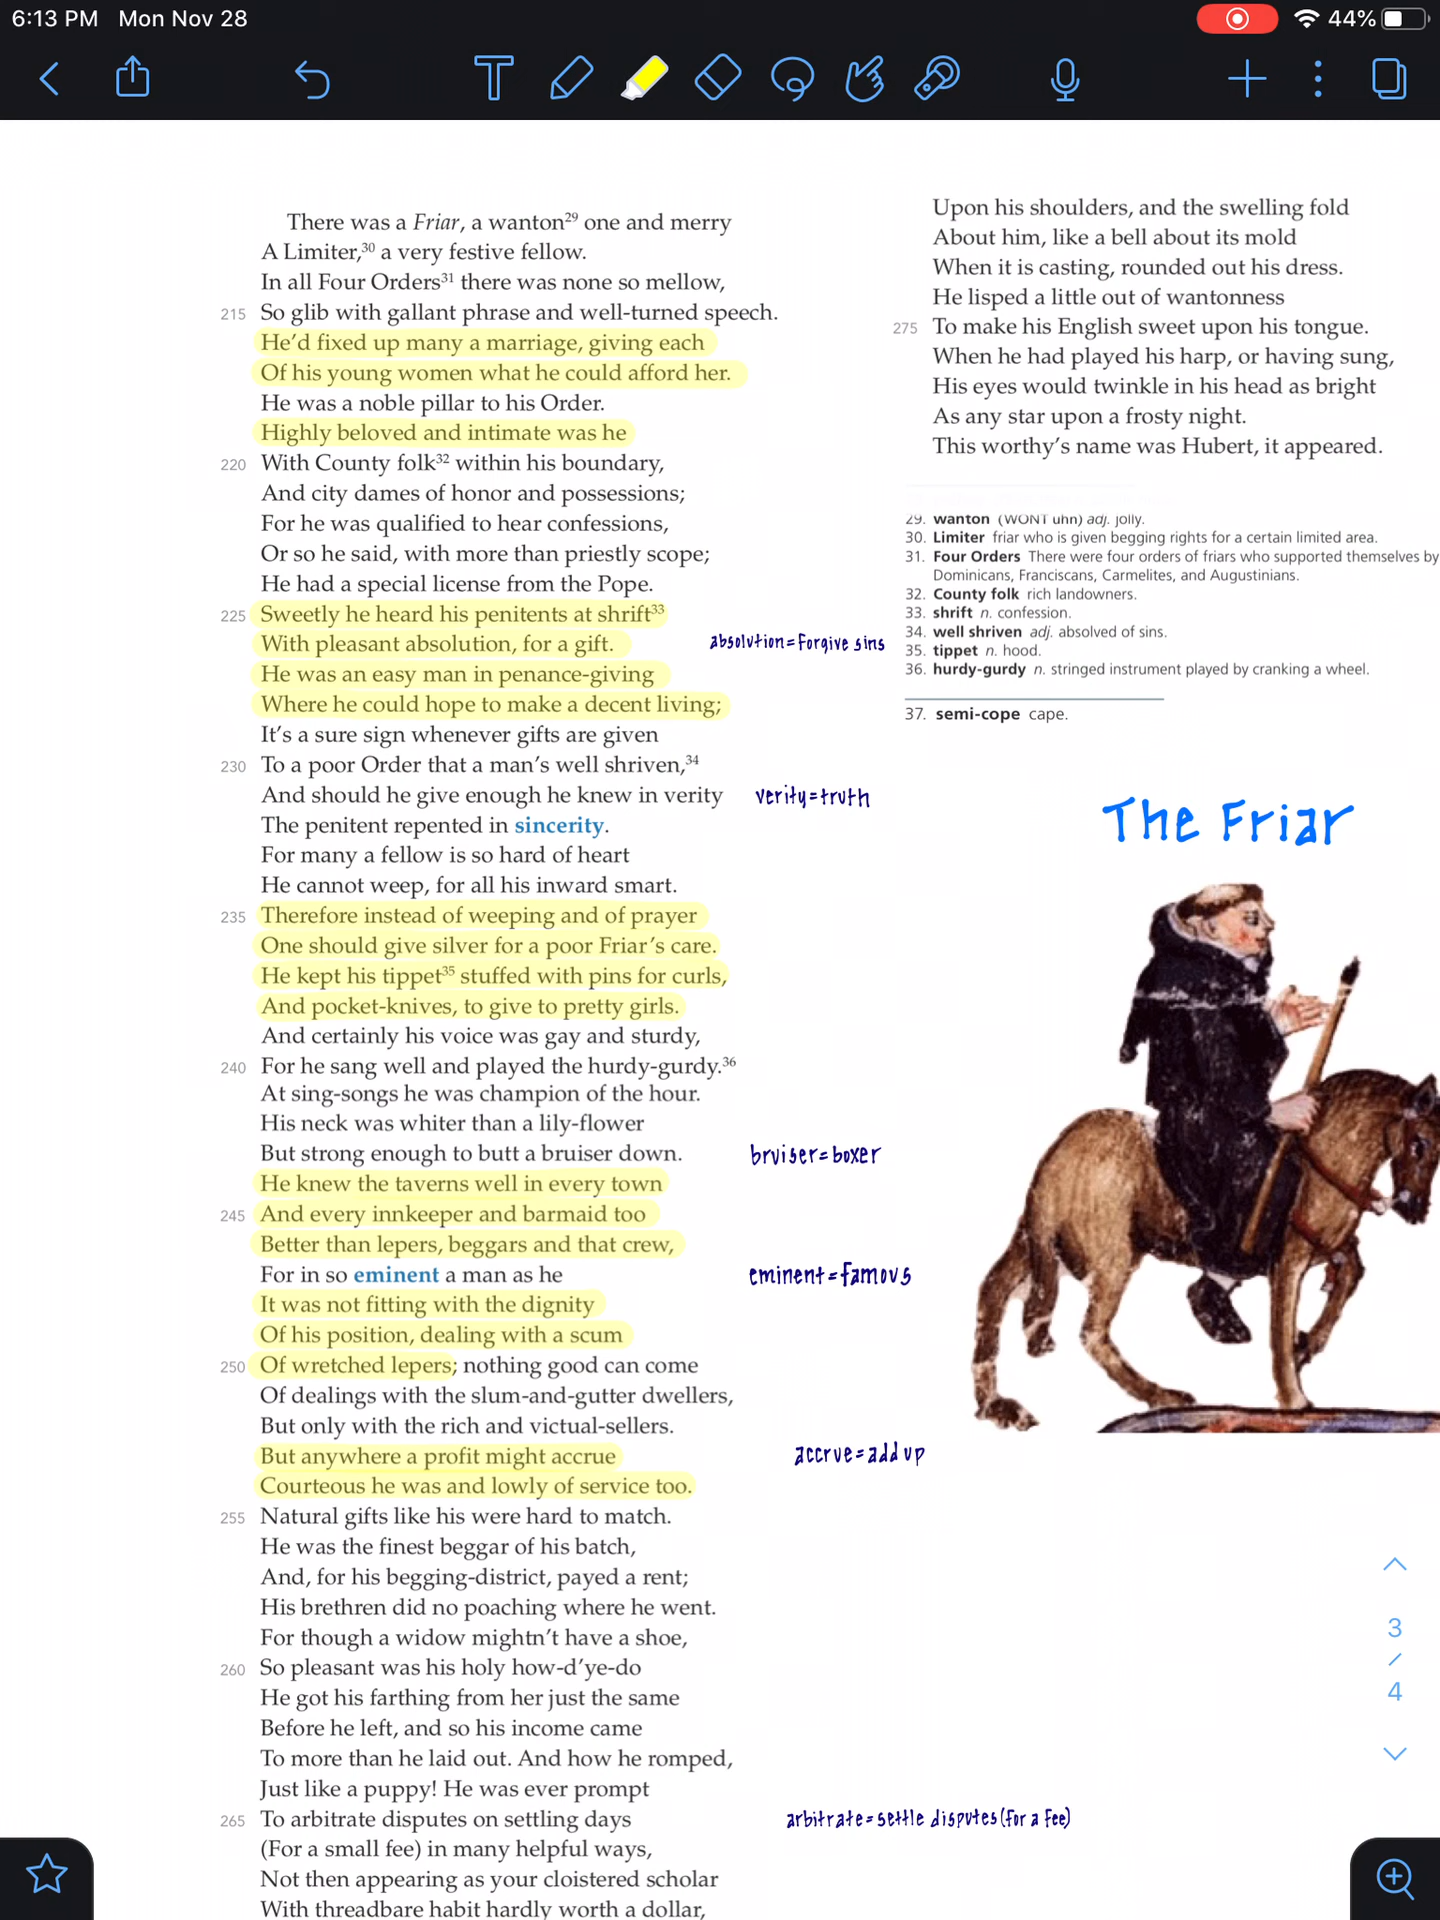 6:13 PM Mon Nov 28
44%
There was a Friar, a wanton29 one and merry
A Limiter,30 a very festive fellow.
In all Four Orders31 there was none so mellow,
215 So glib with gallant phrase and well-turned speech.
He'd fixed up many a marriage, giving each
Of his young women what he could afford her.
He was a noble pillar to his Order.
Highly beloved and intimate was he
220 With County folk32 within his boundary,
And city dames of honor and possessions;
For he was qualified to hear confessions,
Or so he said, with more than priestly scope;
He had a special license from the Pope.
225 Sweetly he heard his penitents at shrift33
With pleasant absolution, for a gift.
absolution=Forgive sins
He was an easy man in penance-giving
Where he could hope to make a decent living;
It's a sure sign whenever gifts are given
230 To a poor Order that a man's well shriven,34
And should he give enough he knew in verity
verity=truth
The penitent repented in sincerity.
For many a fellow is so hard of heart
He cannot weep, for all his inward smart.
235 Therefore instead of weeping and of prayer
One should give silver for a poor Friar's care.
He kept his tippet35 stuffed with pins for curls,
And pocket-knives, to give to pretty girls.
And certainly his voice was gay and sturdy,
240 For he sang well and played the hurdy-gurdy.36
At sing-songs he was champion of the hour.
His neck was whiter than a lily-flower
But strong enough to butt a bruiser down.
bruiser=boxer
He knew the taverns well in every town
245 And every innkeeper and barmaid too
Better than lepers, beggars and that crew,
For in so eminent a man as he
eminent=famous
It was not fitting with the dignity
Of his position, dealing with a scum
250 Of wretched lepers; nothing good can come
Of dealings with the slum-and-gutter dwellers,
But only with the rich and victual-sellers.
But anywhere a profit might accrue
accrue=add up
Courteous he was and lowly of service too.
255 Natural gifts like his were hard to match.
He was the finest beggar of his batch,
And, for his begging-district, payed a rent;
His brethren did no poaching where he went.
For though a widow mightn't have a shoe,
260 So pleasant was his holy how-d'ye-do
He got his farthing from her just the same
Before he left, and so his income came
To more than he laid out. And how he romped,
Just like a puppy! He was ever prompt
265 To arbitrate disputes on settling days
arbitrate=settle disputes (for a fee)
(For a small fee) in many helpful ways,
Not then appearing as your cloistered scholar
With threadbare habit hardly worth a dollar,
Upon his shoulders, and the swelling fold
About him, like a bell about its mold
When it is casting, rounded out his dress.
He lisped a little out of wantonness
275 To make his English sweet upon his tongue.
When he had played his harp, or having sung,
His eyes would twinkle in his head as bright
As any star upon a frosty night.
This worthy's name was Hubert, it appeared.
29. wanton (WONT uhn) adj. jolly.
30. Limiter friar who is given begging rights for a certain limited area.
31. Four Orders There were four orders of friars who supported themselves by
Dominicans, Franciscans, Carmelites, and Augustinians.
32. County folk rich landowners.
33. shrift n. confession.
34. well shriven adj. absolved of sins.
35. tippet n. hood.
36. hurdy-gurdy n. stringed instrument played by cranking a wheel.
37. semi-cope cape.
The Friar
3
/
4